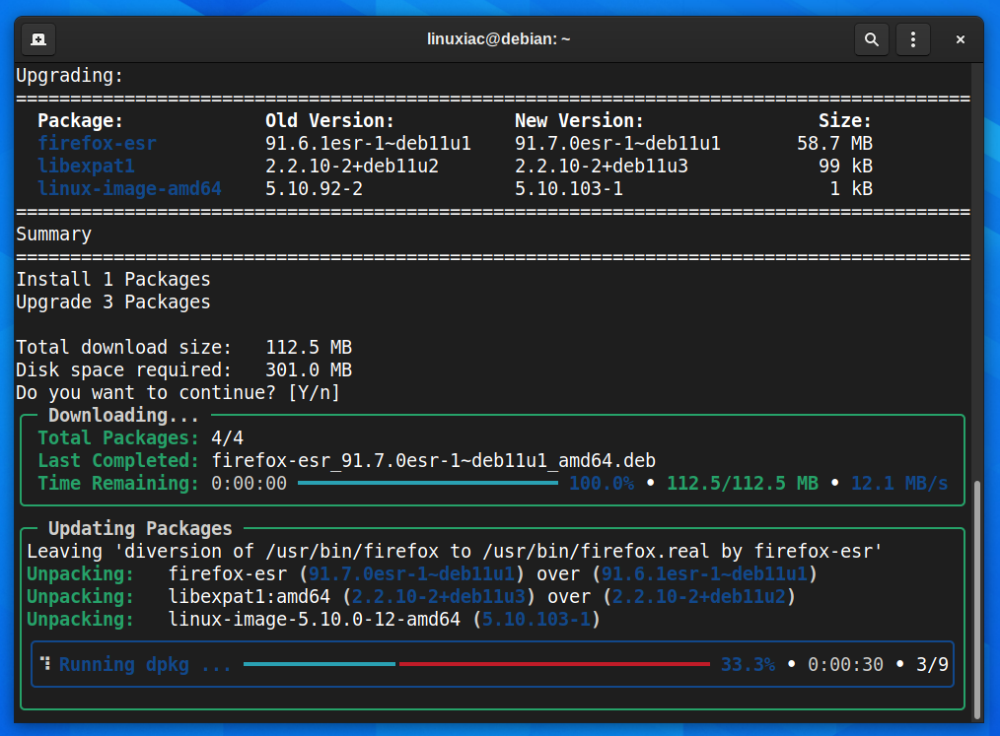 linuxiac@debian: ~
Upgrading:
========================================================================================
Package: Old Version: New Version: Size:
firefox-esr 91.6.1esr-1~deb11u1 91.7.0esr-1~deb11u1 58.7 MB
libexpat1 2.2.10-2+deb11u2 2.2.10-2+deb11u3 99 kB
linux-image-amd64 5.10.92-2 5.10.103-1 1 kB
========================================================================================
Summary
========================================================================================
Install 1 Packages
Upgrade 3 Packages
Total download size: 112.5 MB
Disk space required: 301.0 MB
Do you want to continue? [Y/n]
Downloading...
Total Packages: 4/4
Last Completed: firefox-esr_91.7.0esr-1~deb11u1_amd64.deb
Time Remaining: 0:00:00 100.0% • 112.5/112.5 MB • 12.1 MB/s
Updating Packages
Leaving 'diversion of /usr/bin/firefox to /usr/bin/firefox.real by firefox-esr'
Unpacking: firefox-esr (91.7.0esr-1~deb11u1) over (91.6.1esr-1~deb11u1)
Unpacking: libexpat1:amd64 (2.2.10-2+deb11u3) over (2.2.10-2+deb11u2)
Unpacking: linux-image-5.10.0-12-amd64 (5.10.103-1)
Running dpkg ... 33.3% • 0:00:30 • 3/9